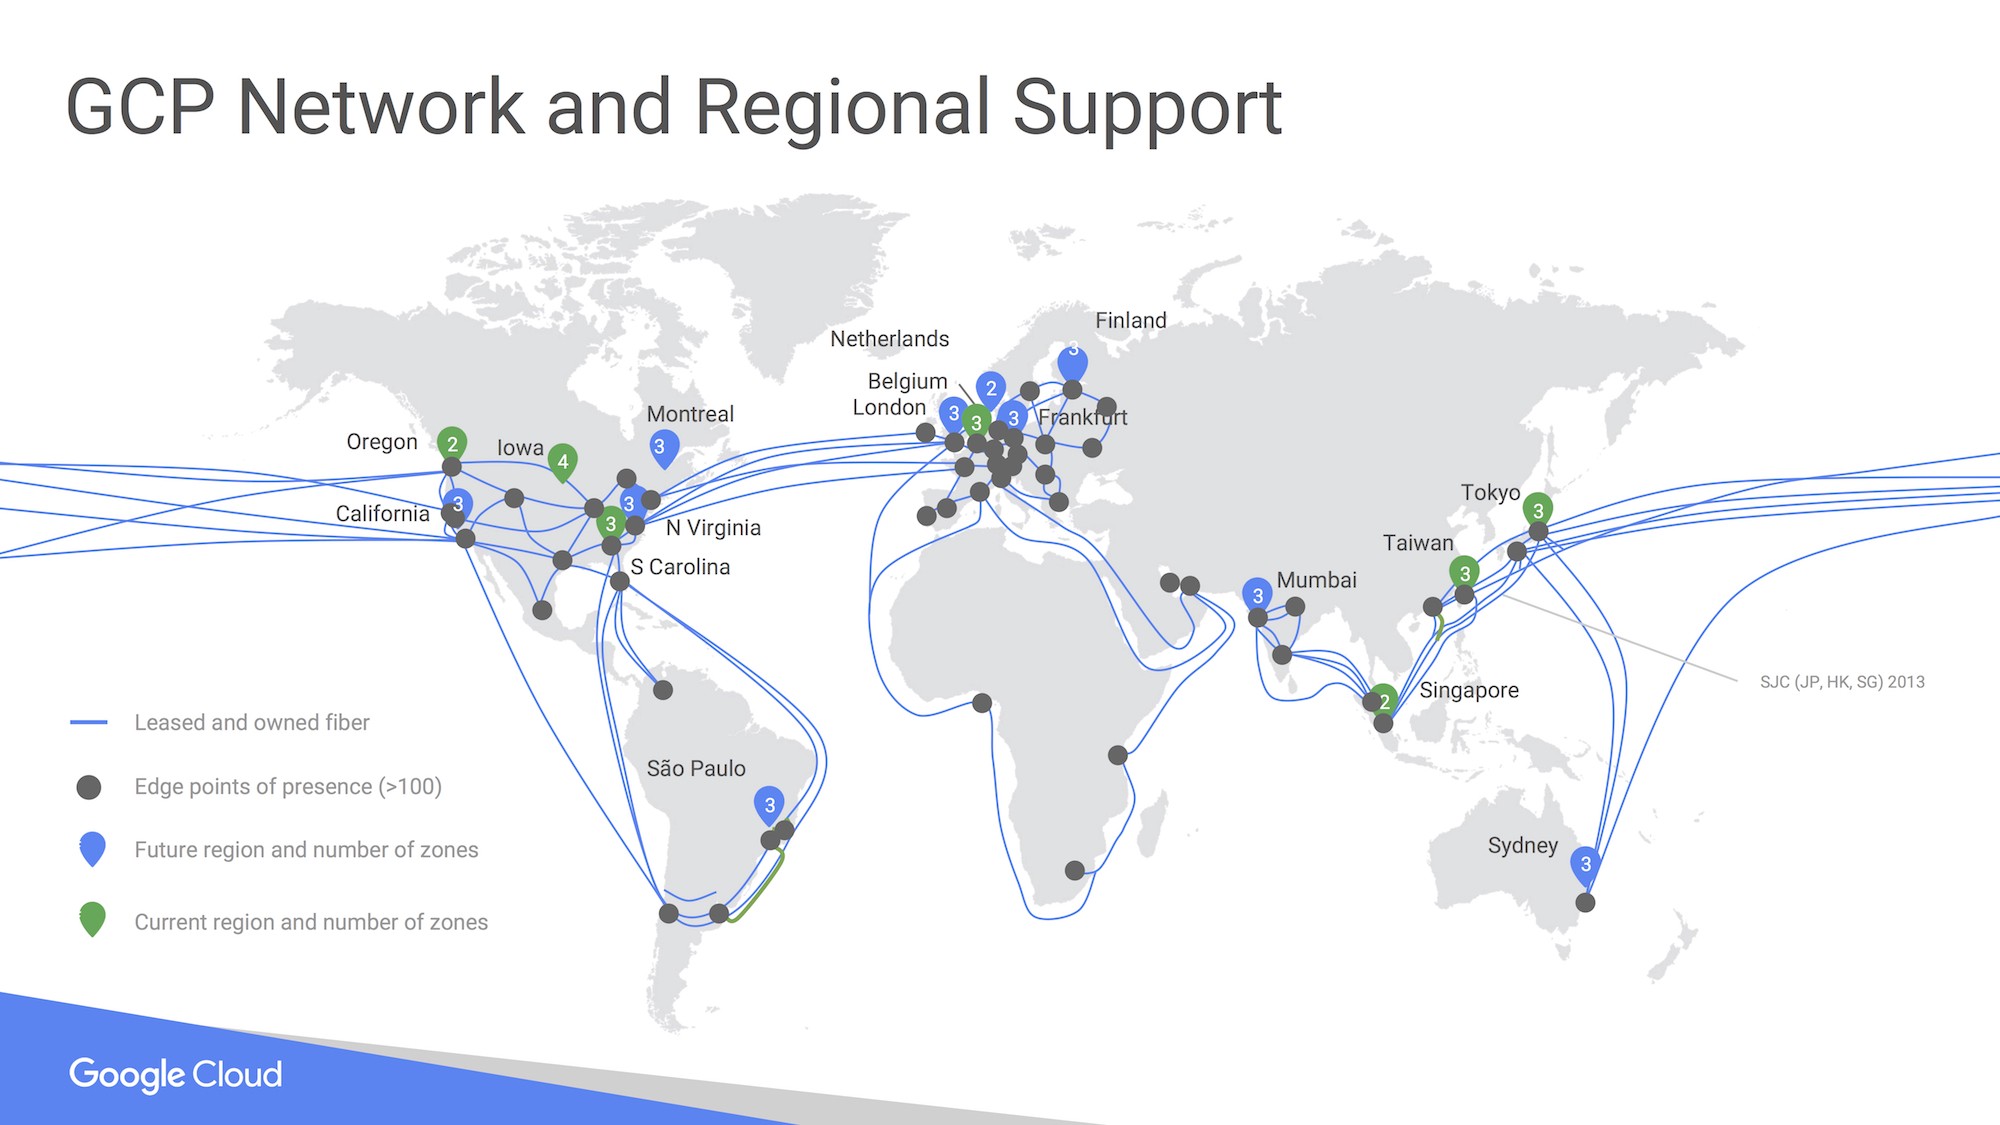 GCP Network and Regional Support
Finland
3
Netherlands
Belgium
2
London
3
3
3
Frankfurt
Montreal
3
Oregon
2
Iowa
4
California
3
3
3
N Virginia
S Carolina
Tokyo
3
Taiwan
3
Mumbai
3
Singapore
2
SJC (JP, HK, SG) 2013
São Paulo
3
Sydney
3
Leased and owned fiber
Edge points of presence (>100)
Future region and number of zones
Current region and number of zones
Google Cloud